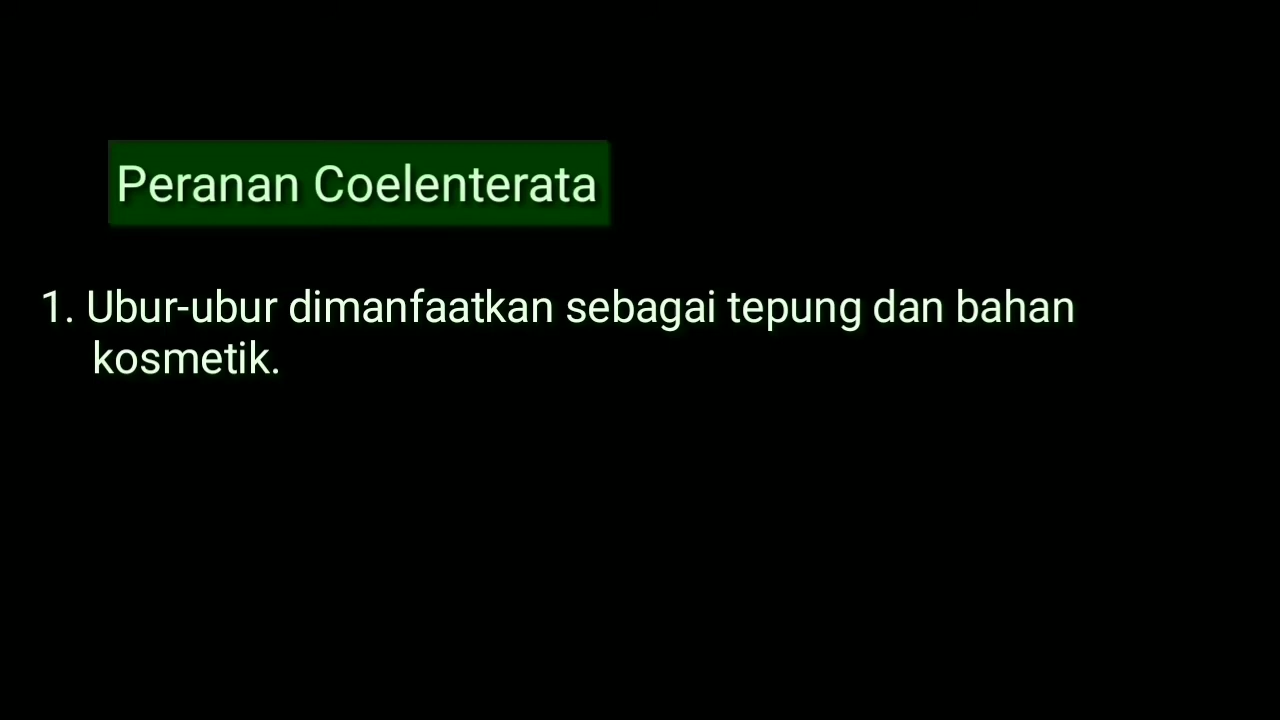 Peranan Coelenterata
1. Ubur-ubur dimanfaatkan sebagai tepung dan bahan
kosmetik.